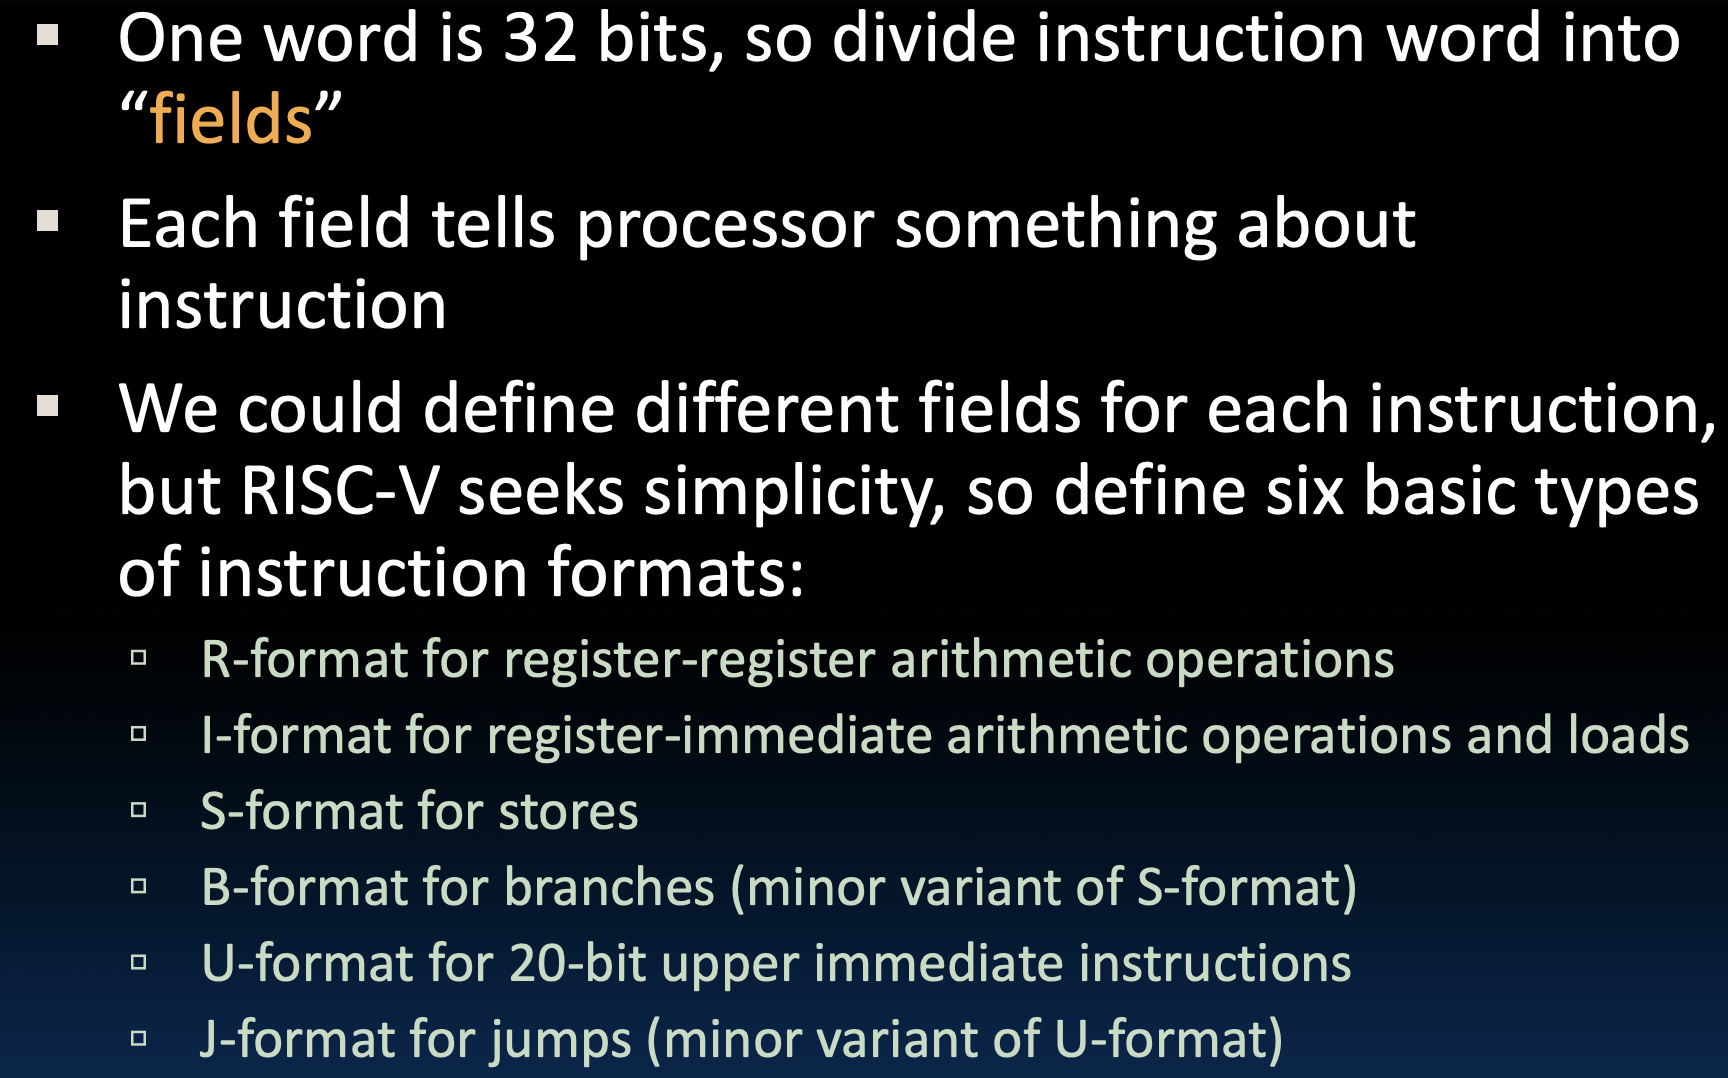 ▪ One word is 32 bits, so divide instruction word into
“fields”
▪ Each field tells processor something about
instruction
▪ We could define different fields for each instruction,
but RISC-V seeks simplicity, so define six basic types
of instruction formats:
▫ R-format for register-register arithmetic operations
▫ I-format for register-immediate arithmetic operations and loads
▫ S-format for stores
▫ B-format for branches (minor variant of S-format)
▫ U-format for 20-bit upper immediate instructions
▫ J-format for jumps (minor variant of U-format)